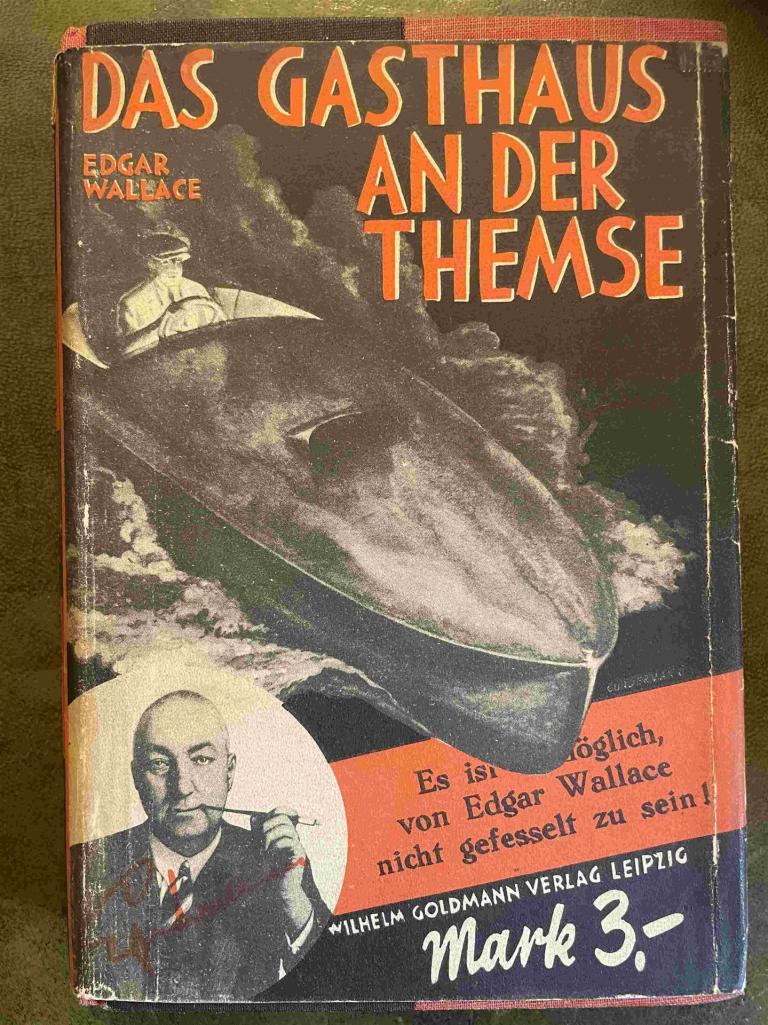 DAS GASTHAUS
AN DER
THEMSE
EDGAR
WALLACE
Es ist
von Edgar Wallace
nicht gefesselt zu sein!
WILHELM GOLDMANN VERLAG LEIPZIG
Mark 3,-